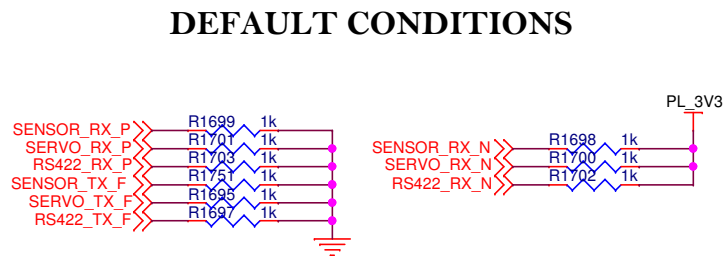 DEFAULT CONDITIONS
PL_3V3
SENSOR_RX_P R1699 1k
SERVO_RX_P R1701 1k
RS422_RX_P R1703 1k
SENSOR_TX_F R1751 1k
SERVO_TX_F R1695 1k
RS422_TX_F R1697 1k
SENSOR_RX_N R1698 1k
SERVO_RX_N R1700 1k
RS422_RX_N R1702 1k